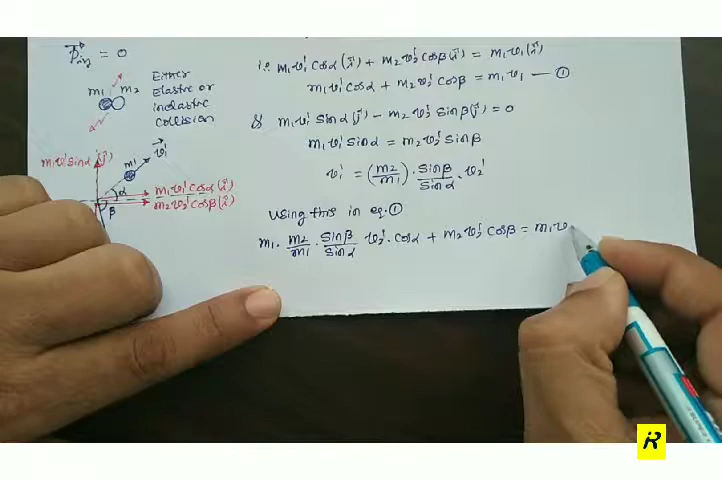 P⃗iny = 0
m₁ m₂
Either
Elastic or
inelastic
collision
m₁v₁' sinα (ĵ)
m₁ v⃗₁'
α
m₁v₁' cosα (î)
β
m₂v₂' cosβ (î)
i.e m₁v₁' cosα (î) + m₂v₂' cosβ (î) = m₁v₁ (î)
m₁v₁' cosα + m₂v₂' cosβ = m₁v₁ — ①
& m₁v₁' sinα (ĵ) - m₂v₂' sinβ (ĵ) = 0
m₁v₁' sinα = m₂v₂' sinβ
v₁' = (m₂/m₁) · sinβ/sinα · v₂'
Using this in eq. ①
m₁ · m₂/m₁ · sinβ/sinα v₂' · cosα + m₂v₂' cosβ = m₁v
R